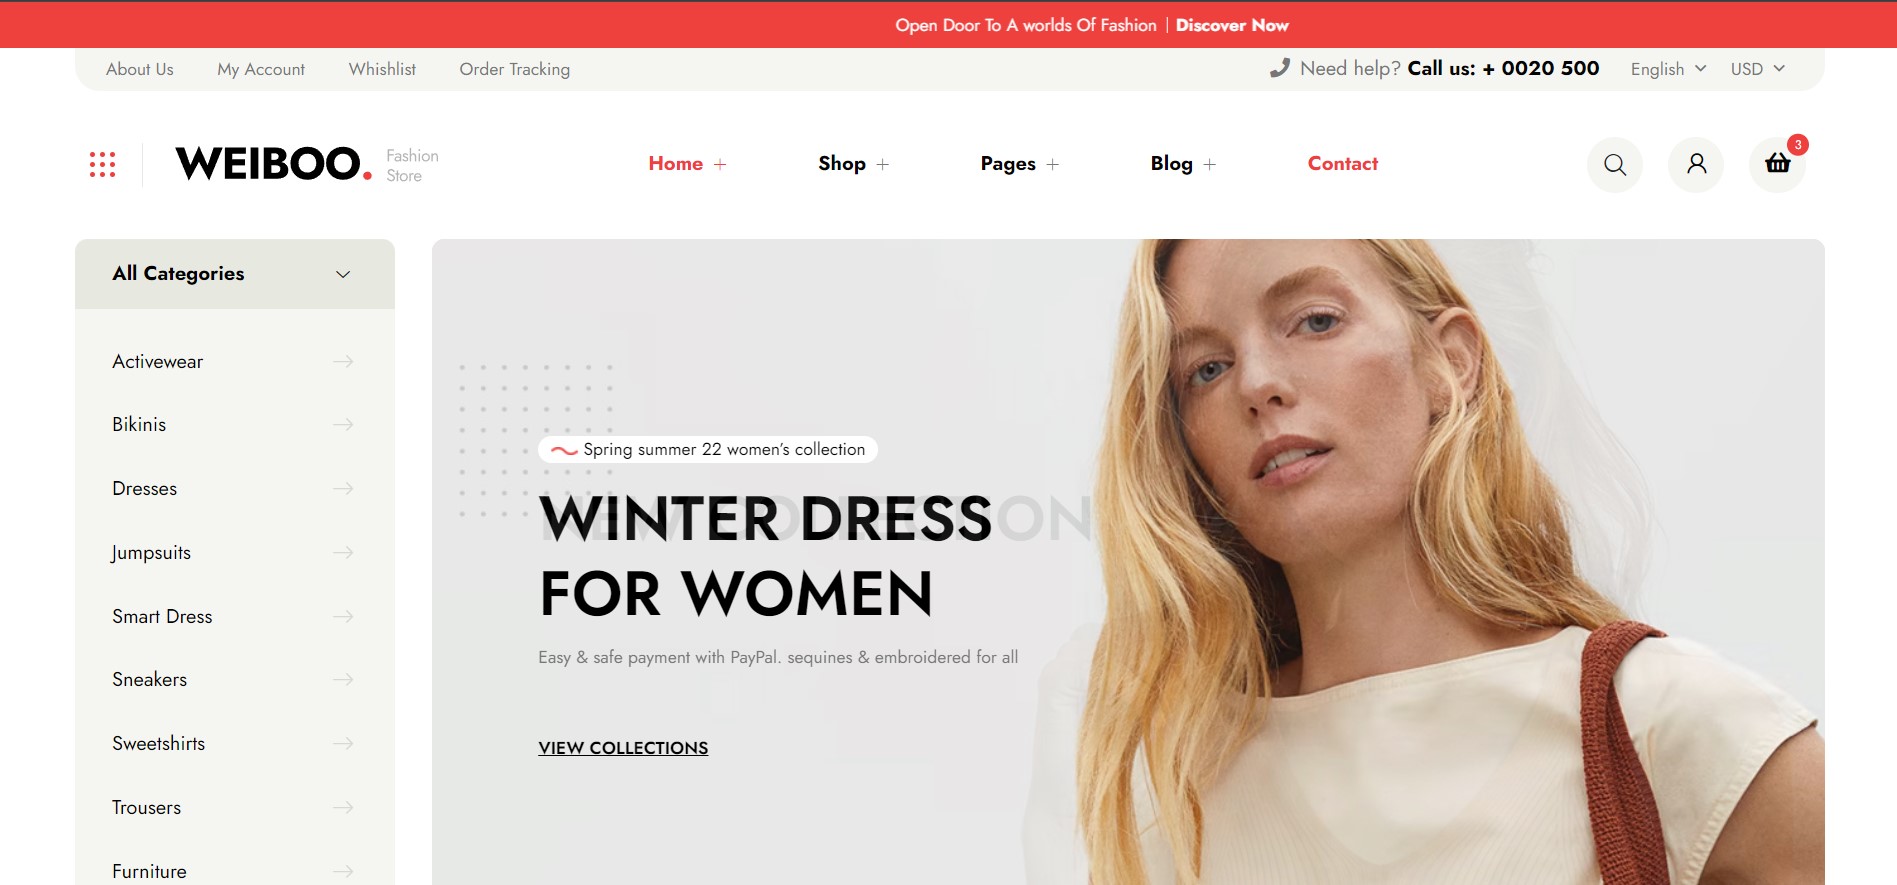 Open Door To A worlds Of Fashion | Discover Now
About Us My Account Whishlist Order Tracking
Need help? Call us: + 0020 500 English USD
WEIBOO. Fashion
Store
Home + Shop + Pages + Blog + Contact
3
All Categories
Activewear
Bikinis
Dresses
Jumpsuits
Smart Dress
Sneakers
Sweetshirts
Trousers
Furniture
Spring summer 22 women's collection
NEW COLLECTION
WINTER DRESS
FOR WOMEN
Easy & safe payment with PayPal. sequines & embroidered for all
VIEW COLLECTIONS